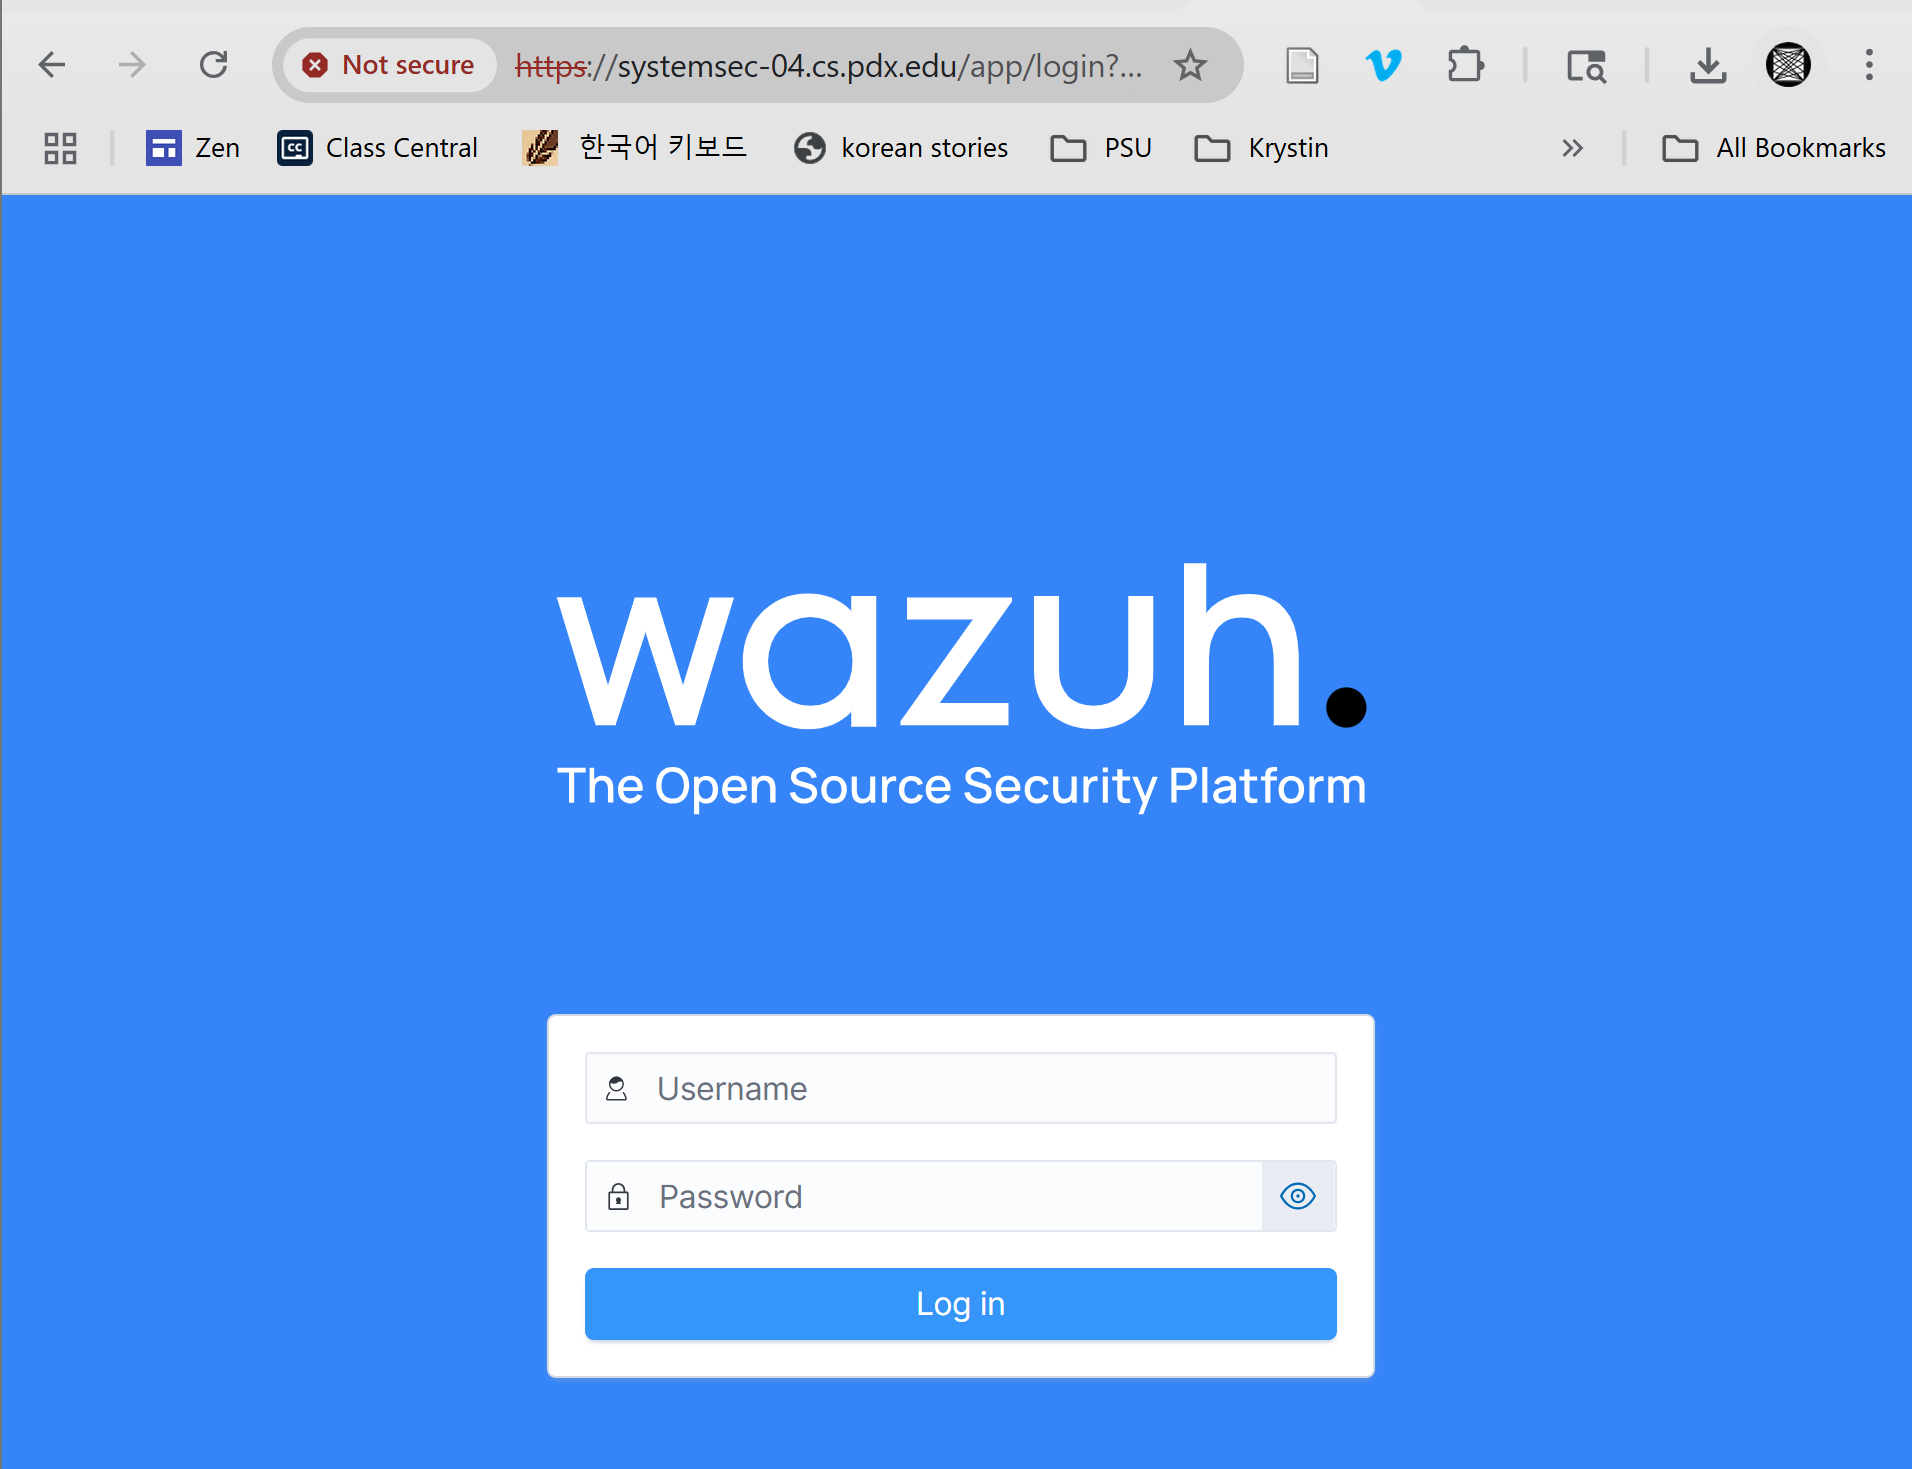 Not secure https://systemsec-04.cs.pdx.edu/app/login?...
Zen Class Central 한국어 키보드 korean stories PSU Krystin » All Bookmarks
wazuh.
The Open Source Security Platform
Username
Password
Log in